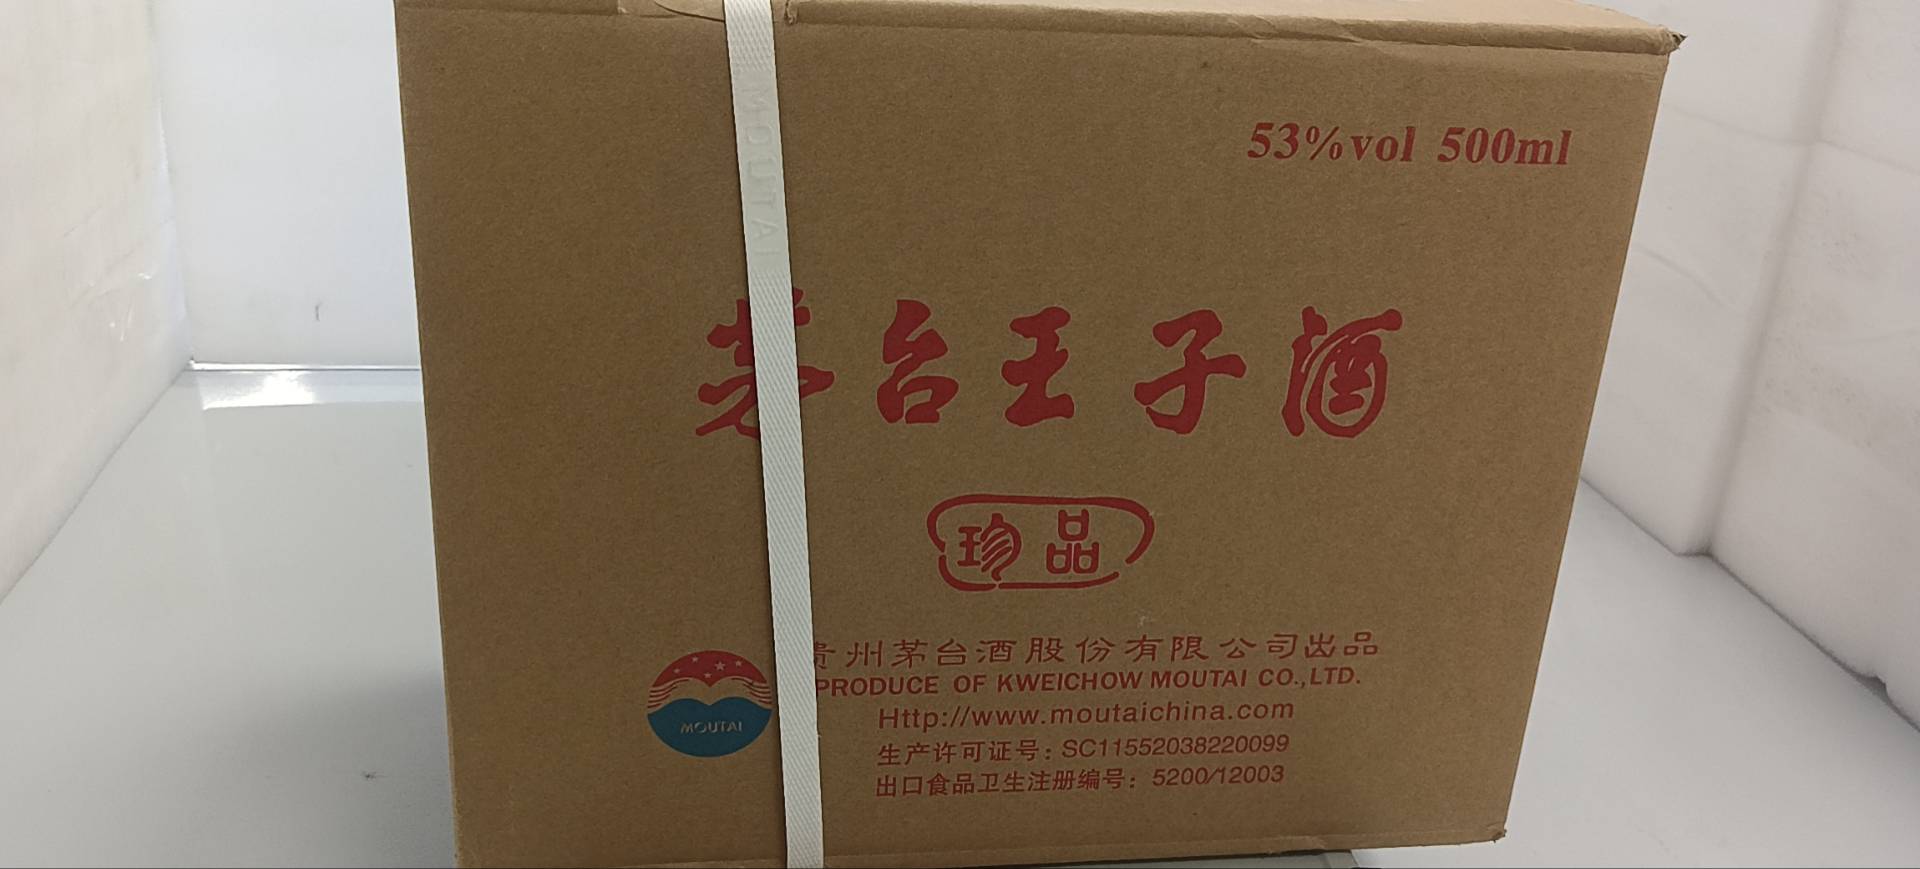 MOUTAI
53%vol 500ml
茅台王子酒
珍品
贵州茅台酒股份有限公司出品
PRODUCE OF KWEICHOW MOUTAI CO.,LTD.
Http://www.moutaichina.com
MOUTAI
生产许可证号：SC11552038220099
出口食品卫生注册编号：5200/12003